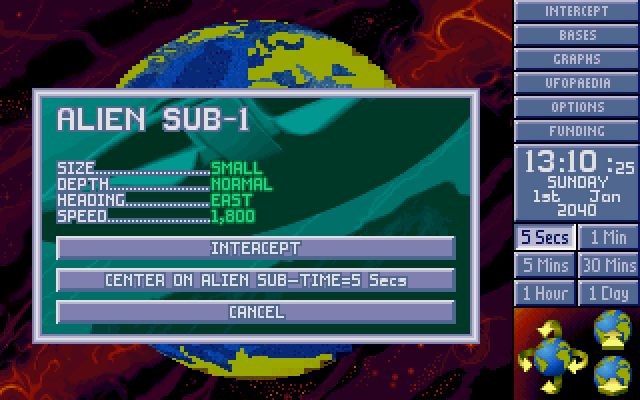 INTERCEPT
BASES
GRAPHS
UFOPAEDIA
OPTIONS
FUNDING
13:10 :25
SUNDAY
1st Jan
2040
5 Secs 1 Min
5 Mins 30 Mins
1 Hour 1 Day
ALIEN SUB-1
SIZE SMALL
DEPTH NORMAL
HEADING EAST
SPEED 1,800
INTERCEPT
CENTER ON ALIEN SUB-TIME=5 Secs
CANCEL